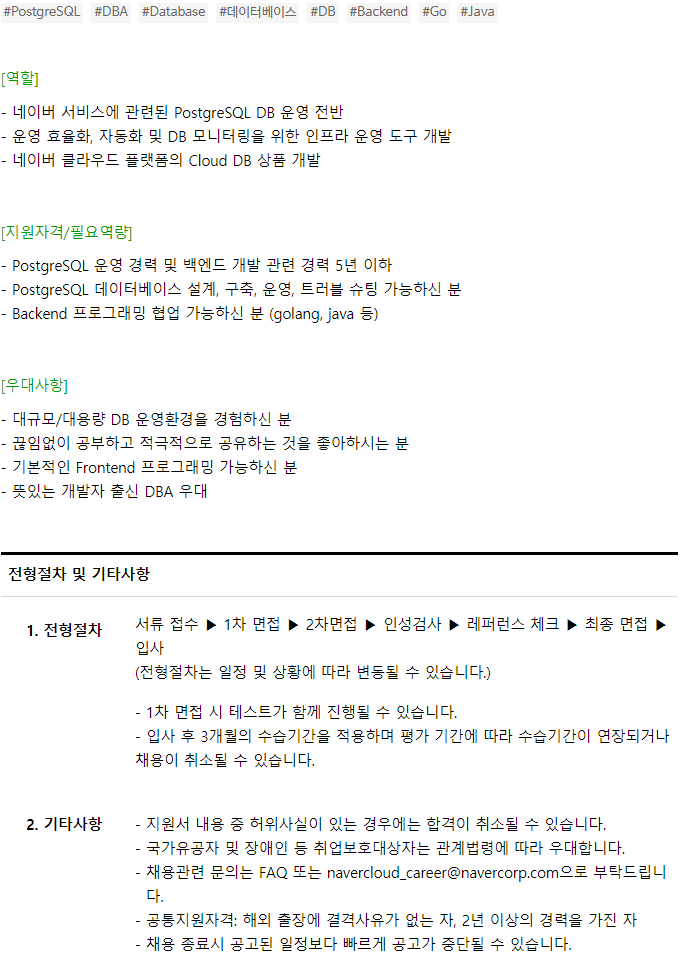 #PostgreSQL #DBA #Database #데이터베이스 #DB #Backend #Go #Java
[역할]
- 네이버 서비스에 관련된 PostgreSQL DB 운영 전반
- 운영 효율화, 자동화 및 DB 모니터링을 위한 인프라 운영 도구 개발
- 네이버 클라우드 플랫폼의 Cloud DB 상품 개발
[지원자격/필요역량]
- PostgreSQL 운영 경력 및 백엔드 개발 관련 경력 5년 이하
- PostgreSQL 데이터베이스 설계, 구축, 운영, 트러블 슈팅 가능하신 분
- Backend 프로그래밍 협업 가능하신 분 (golang, java 등)
[우대사항]
- 대규모/대용량 DB 운영환경을 경험하신 분
- 끊임없이 공부하고 적극적으로 공유하는 것을 좋아하시는 분
- 기본적인 Frontend 프로그래밍 가능하신 분
- 뜻있는 개발자 출신 DBA 우대
전형절차 및 기타사항
1. 전형절차
서류 접수 ▶ 1차 면접 ▶ 2차면접 ▶ 인성검사 ▶ 레퍼런스 체크 ▶ 최종 면접 ▶
입사
(전형절차는 일정 및 상황에 따라 변동될 수 있습니다.)
- 1차 면접 시 테스트가 함께 진행될 수 있습니다.
- 입사 후 3개월의 수습기간을 적용하며 평가 기간에 따라 수습기간이 연장되거나
채용이 취소될 수 있습니다.
2. 기타사항
- 지원서 내용 중 허위사실이 있는 경우에는 합격이 취소될 수 있습니다.
- 국가유공자 및 장애인 등 취업보호대상자는 관계법령에 따라 우대합니다.
- 채용관련 문의는 FAQ 또는 navercloud_career@navercorp.com으로 부탁드립니
다.
- 공통지원자격: 해외 출장에 결격사유가 없는 자, 2년 이상의 경력을 가진 자
- 채용 종료시 공고된 일정보다 빠르게 공고가 중단될 수 있습니다.